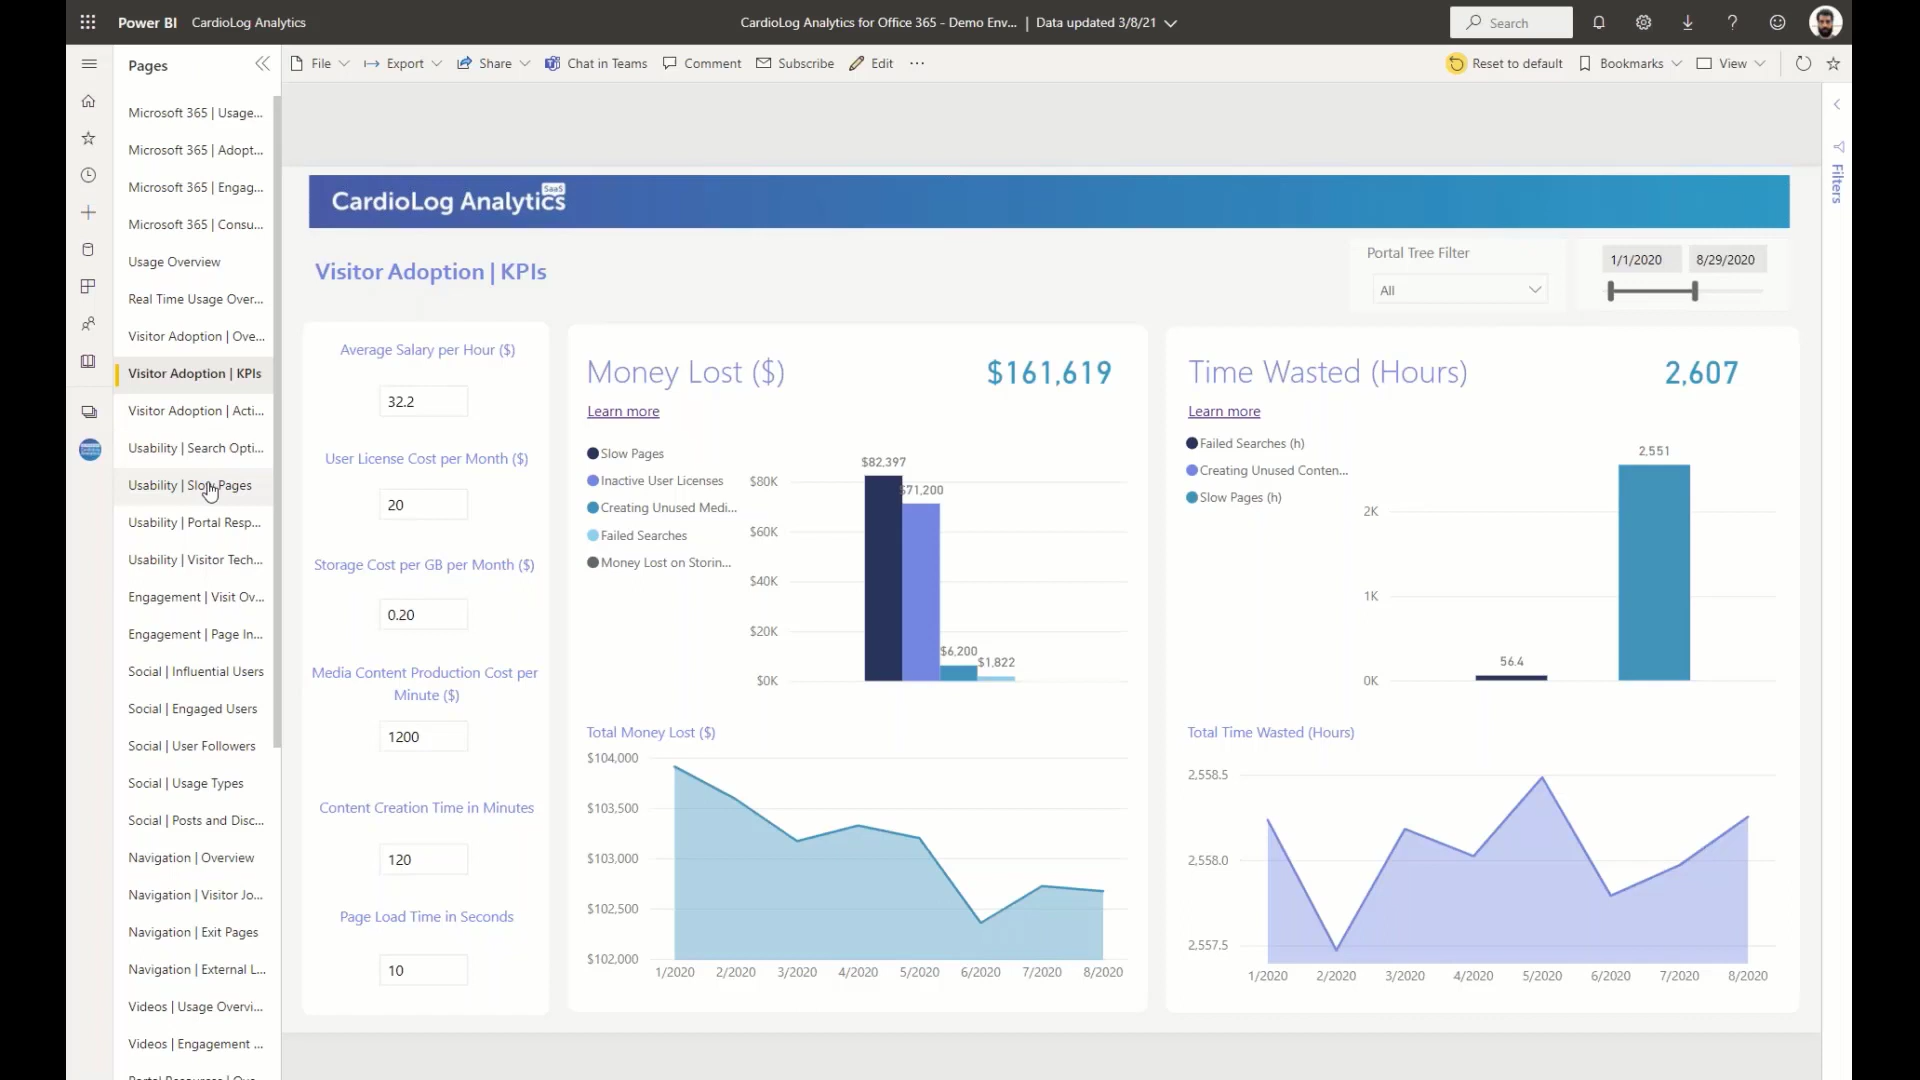 Power BI CardioLog Analytics
CardioLog Analytics for Office 365 - Demo Env... | Data updated 3/8/21
Search
Pages
File
Export
Share
Chat in Teams
Comment
Subscribe
Edit
...
Reset to default
Bookmarks
View
Microsoft 365 | Usage...
Microsoft 365 | Adopt...
Microsoft 365 | Engag...
Microsoft 365 | Consu...
Usage Overview
Real Time Usage Over...
Visitor Adoption | Ove...
Visitor Adoption | KPIs
Visitor Adoption | Acti...
Usability | Search Opti...
Usability | Slow Pages
Usability | Portal Resp...
Usability | Visitor Tech...
Engagement | Visit Ov...
Engagement | Page In...
Social | Influential Users
Social | Engaged Users
Social | User Followers
Social | Usage Types
Social | Posts and Disc...
Navigation | Overview
Navigation | Visitor Jo...
Navigation | Exit Pages
Navigation | External L...
Videos | Usage Overvi...
Videos | Engagement ...
Filters
CardioLog Analytics SaaS
Visitor Adoption | KPIs
Portal Tree Filter
All
1/1/2020
8/29/2020
Average Salary per Hour ($)
32.2
User License Cost per Month ($)
20
Storage Cost per GB per Month ($)
0.20
Media Content Production Cost per
Minute ($)
1200
Content Creation Time in Minutes
120
Page Load Time in Seconds
10
Money Lost ($)
$161,619
Learn more
Slow Pages
Inactive User Licenses
Creating Unused Medi...
Failed Searches
Money Lost on Storin...
$80K
$60K
$40K
$20K
$0K
$82,397
$71,200
$6,200
$1,822
Total Money Lost ($)
$104,000
$103,500
$103,000
$102,500
$102,000
1/2020 2/2020 3/2020 4/2020 5/2020 6/2020 7/2020 8/2020
Time Wasted (Hours)
2,607
Learn more
Failed Searches (h)
Creating Unused Conten...
Slow Pages (h)
2K
1K
0K
56.4
2,551
Total Time Wasted (Hours)
2,558.5
2,558.0
2,557.5
1/2020 2/2020 3/2020 4/2020 5/2020 6/2020 7/2020 8/2020